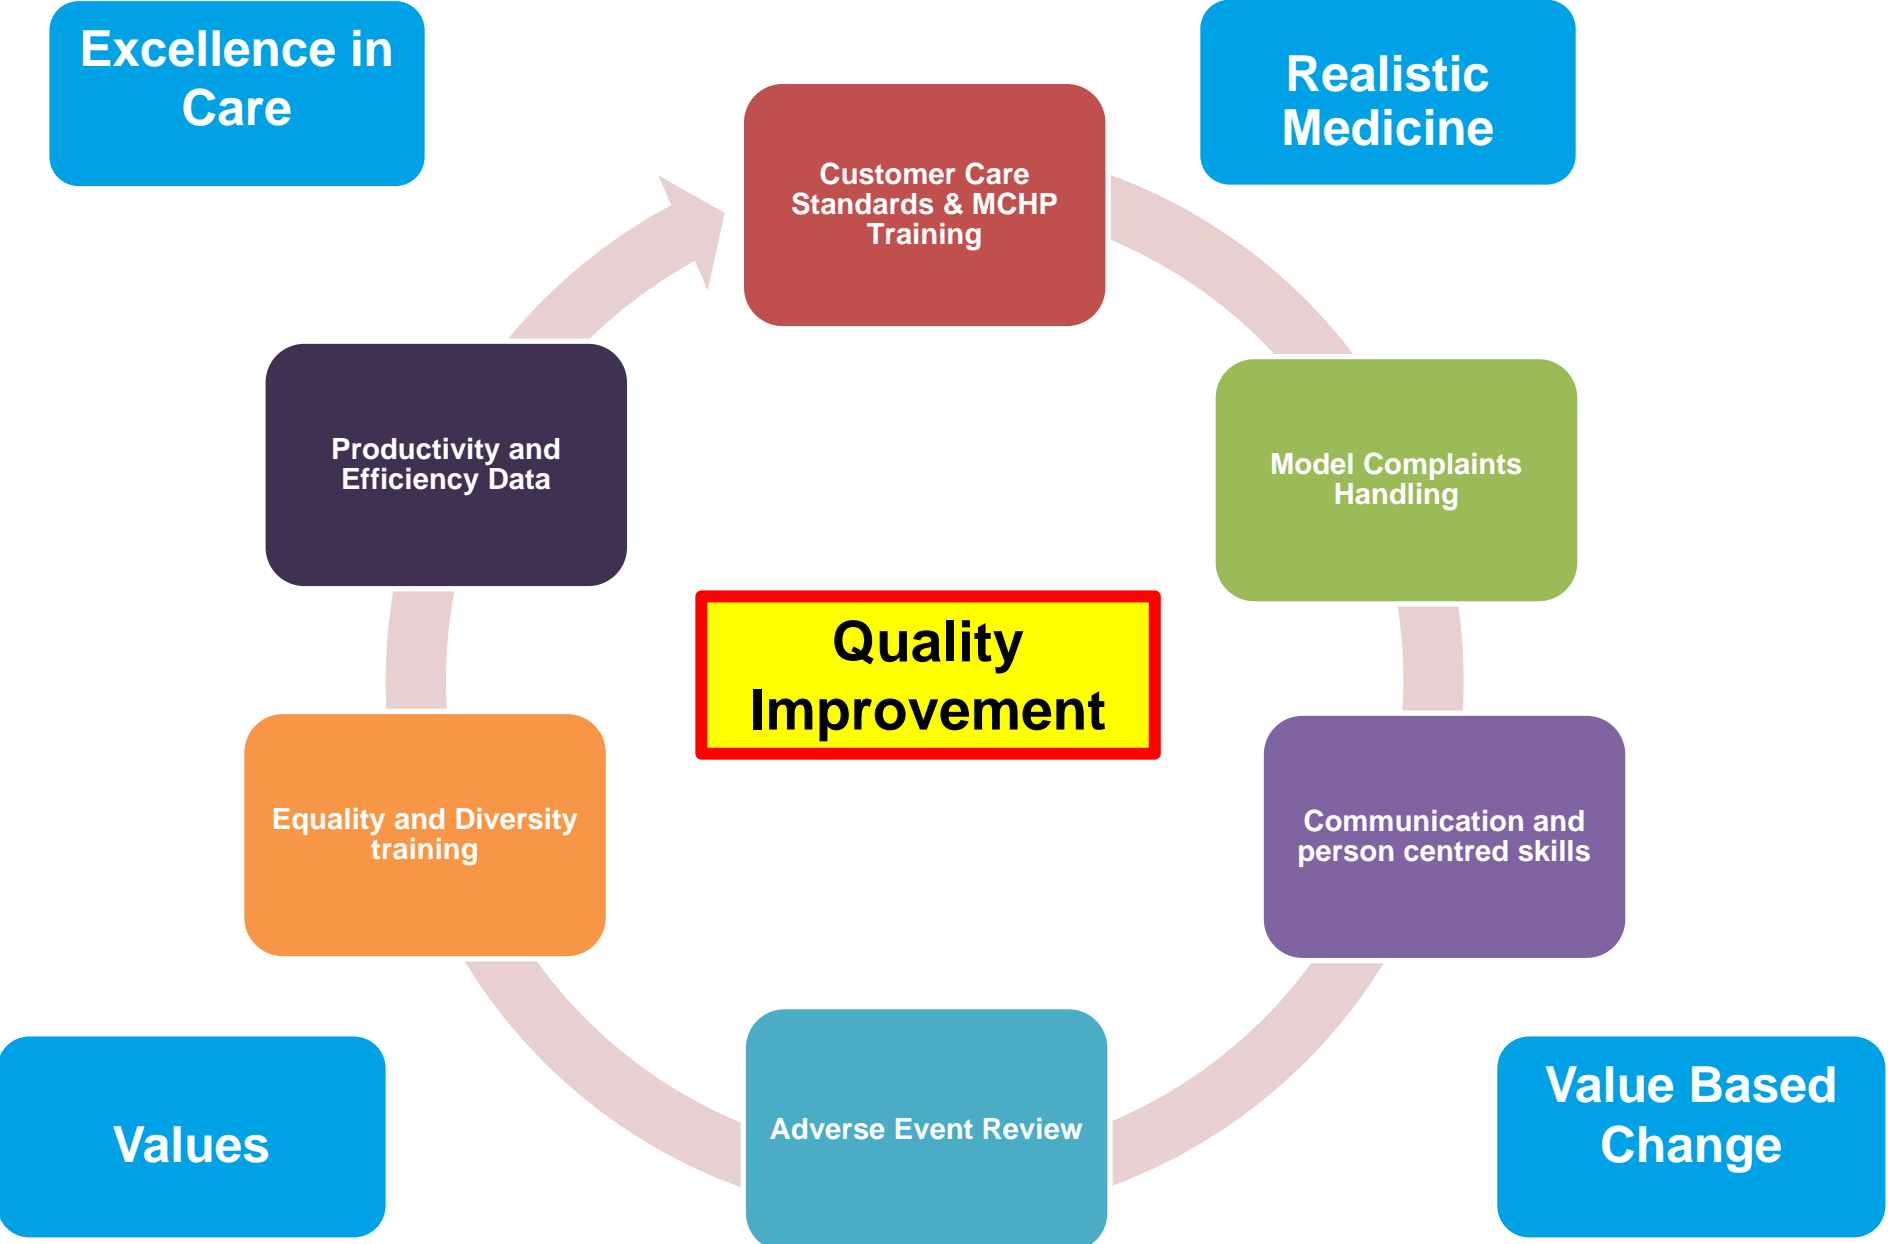 Excellence in
Care
Realistic
Medicine
Customer Care
Standards & MCHP
Training
Productivity and
Efficiency Data
Model Complaints
Handling
Quality
Improvement
Equality and Diversity
training
Communication and
person centred skills
Adverse Event Review
Values
Value Based
Change